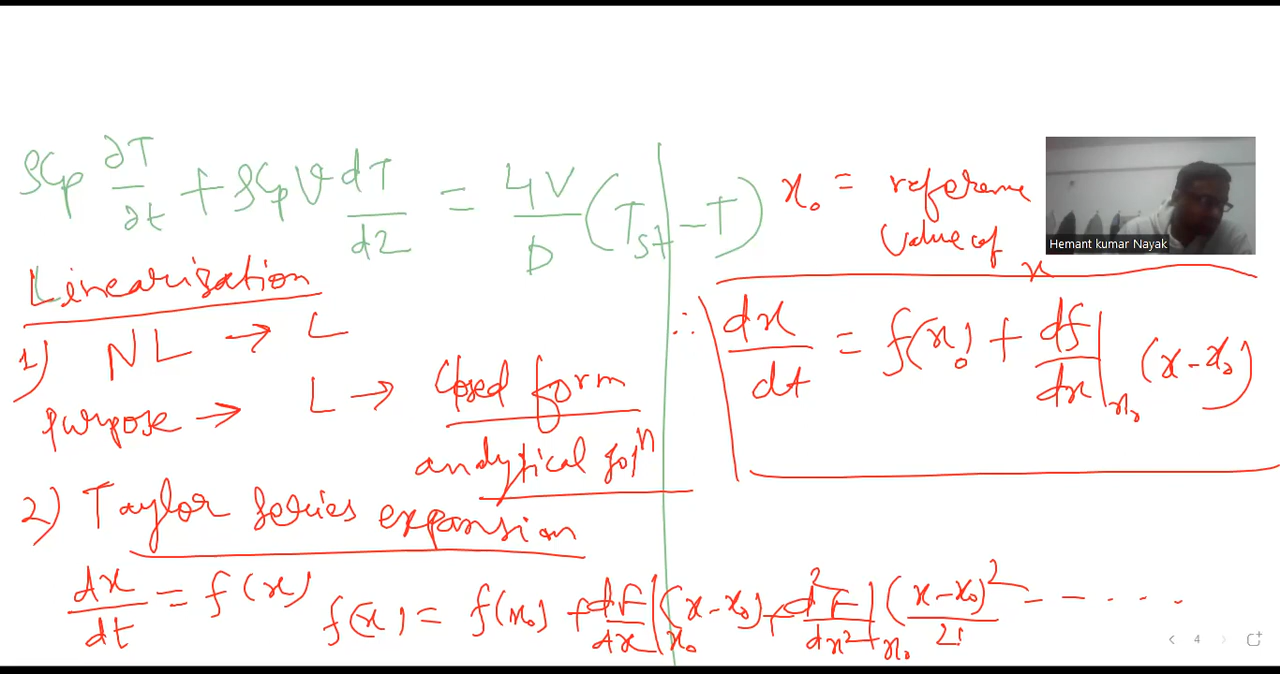 ρCp ∂T/∂t + ρCp v dT/dz = 4V/D (Tst - T)
Linearisation
1) NL → L
purpose → L → Closed form
analytical solⁿ
2) Taylor series expansion
dx/dt = f(x)
f(x) = f(x₀) + dF/dx|x₀ (x-x₀) + d²F/dx²|x₀ (x-x₀)²/2! - - - - - -
x₀ = reference
value of x
∴ dx/dt = f(x₀) + df/dx|x₀ (x-x₀)
Hemant kumar Nayak
4